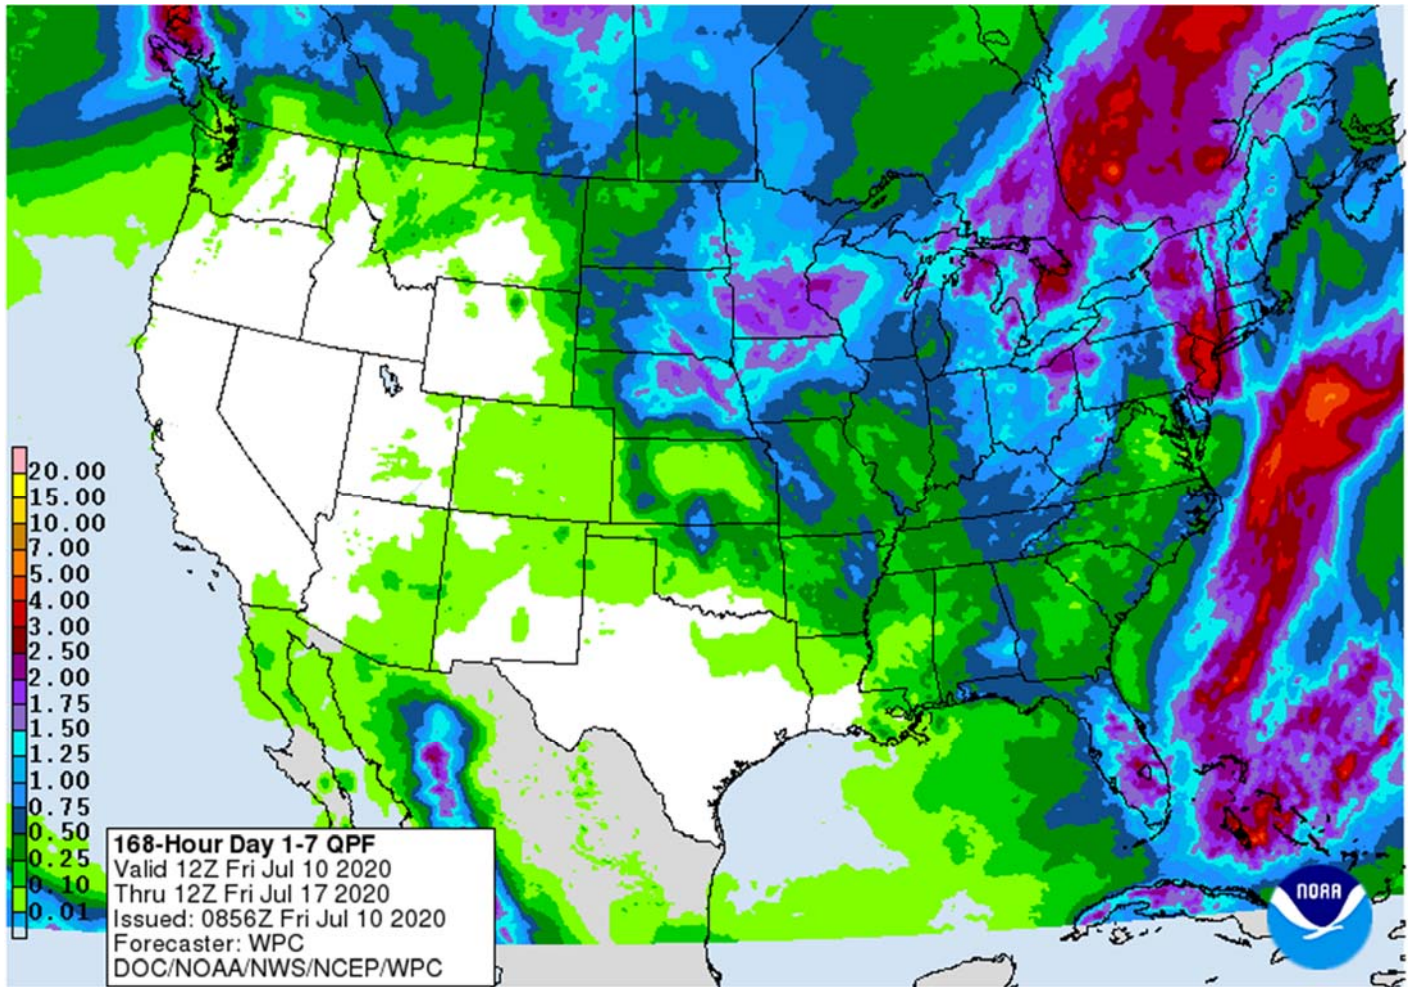 20.00
15.00
10.00
7.00
5.00
4.00
3.00
2.50
2.00
1.75
1.50
1.25
1.00
0.75
0.50
0.25
0.10
0.01
168-Hour Day 1-7 QPF
Valid 12Z Fri Jul 10 2020
Thru 12Z Fri Jul 17 2020
Issued: 0856Z Fri Jul 10 2020
Forecaster: WPC
DOC/NOAA/NWS/NCEP/WPC
NOAA